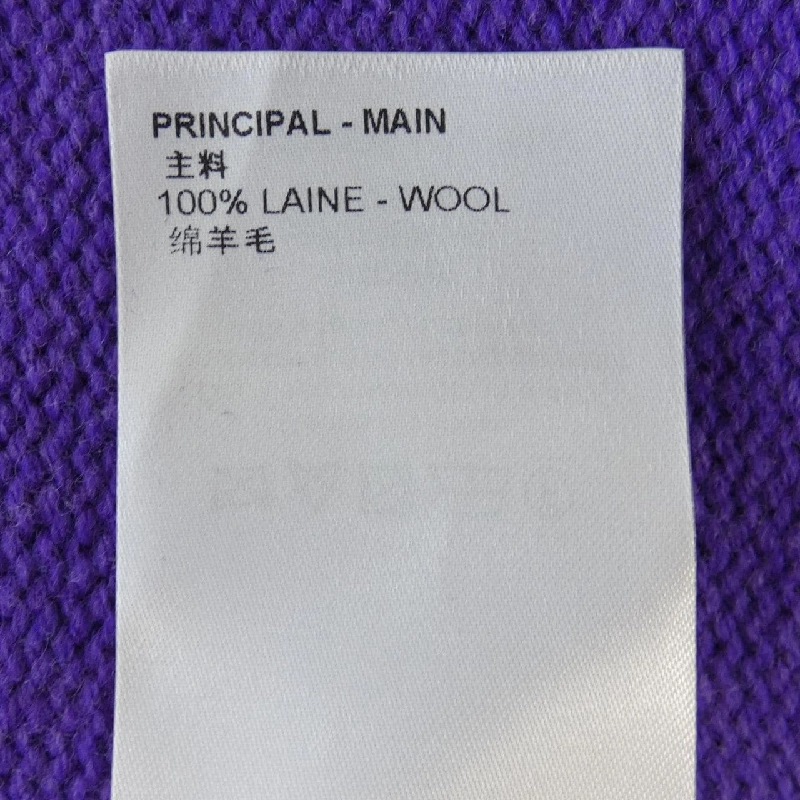 PRINCIPAL - MAIN
主料
100% LAINE - WOOL
绵羊毛